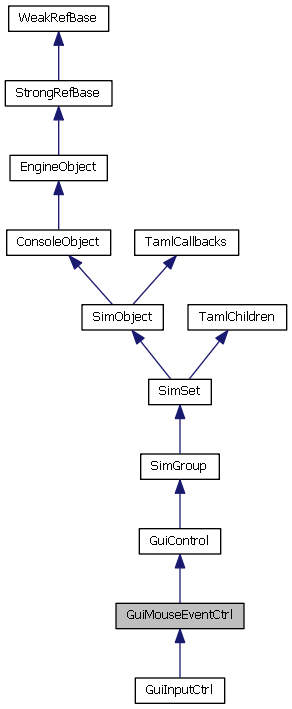 WeakRefBase
StrongRefBase
EngineObject
ConsoleObject
TamlCallbacks
SimObject
TamlChildren
SimSet
SimGroup
GuiControl
GuiMouseEventCtrl
GuiInputCtrl